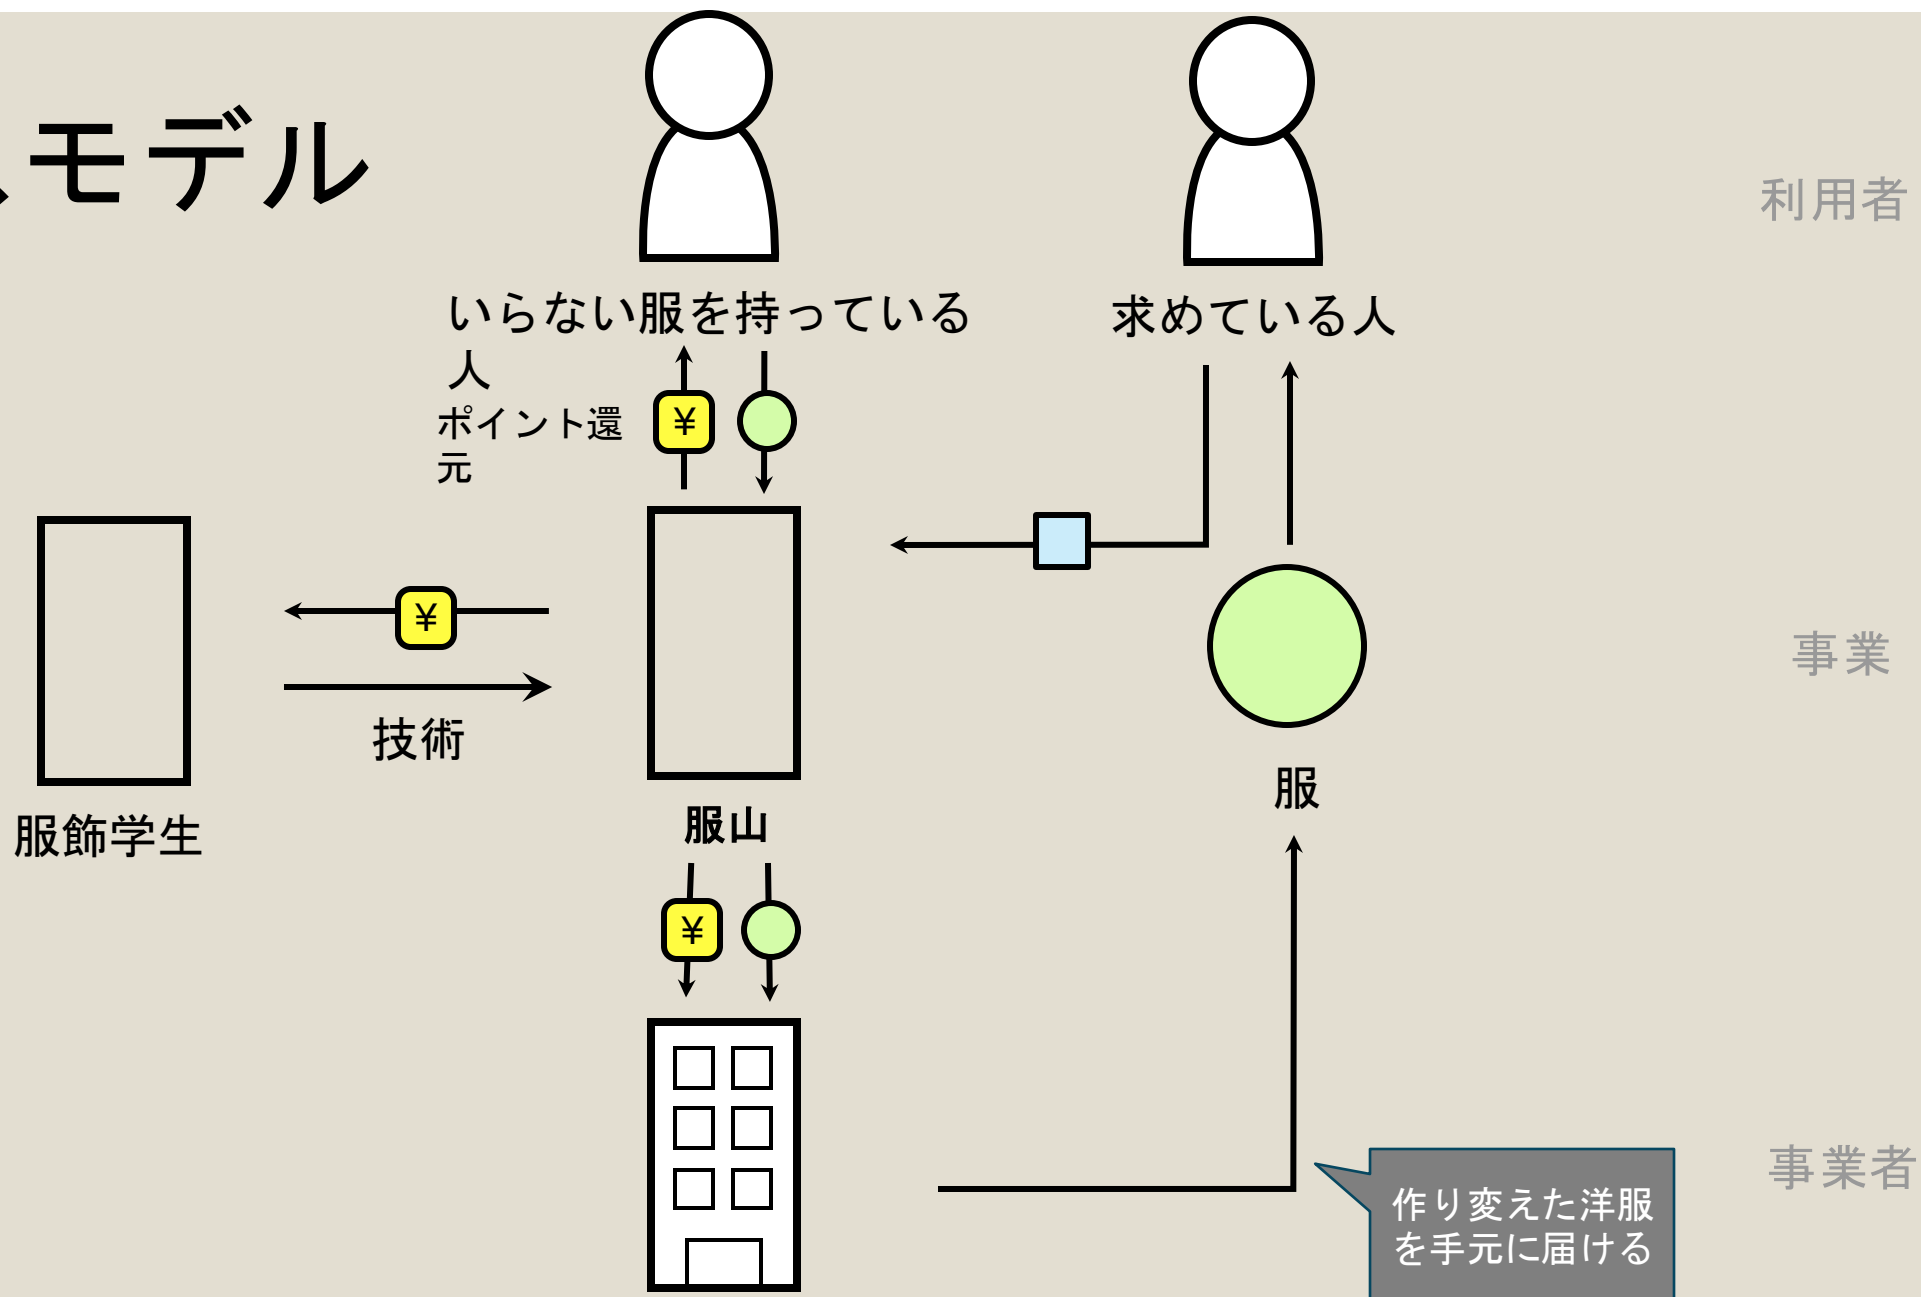 モデル
利用者
いらない服を持っている
人
求めている人
ポイント還
元
¥
¥
技術
事業
服
服飾学生
服山
¥
事業者
作り変えた洋服
を手元に届ける